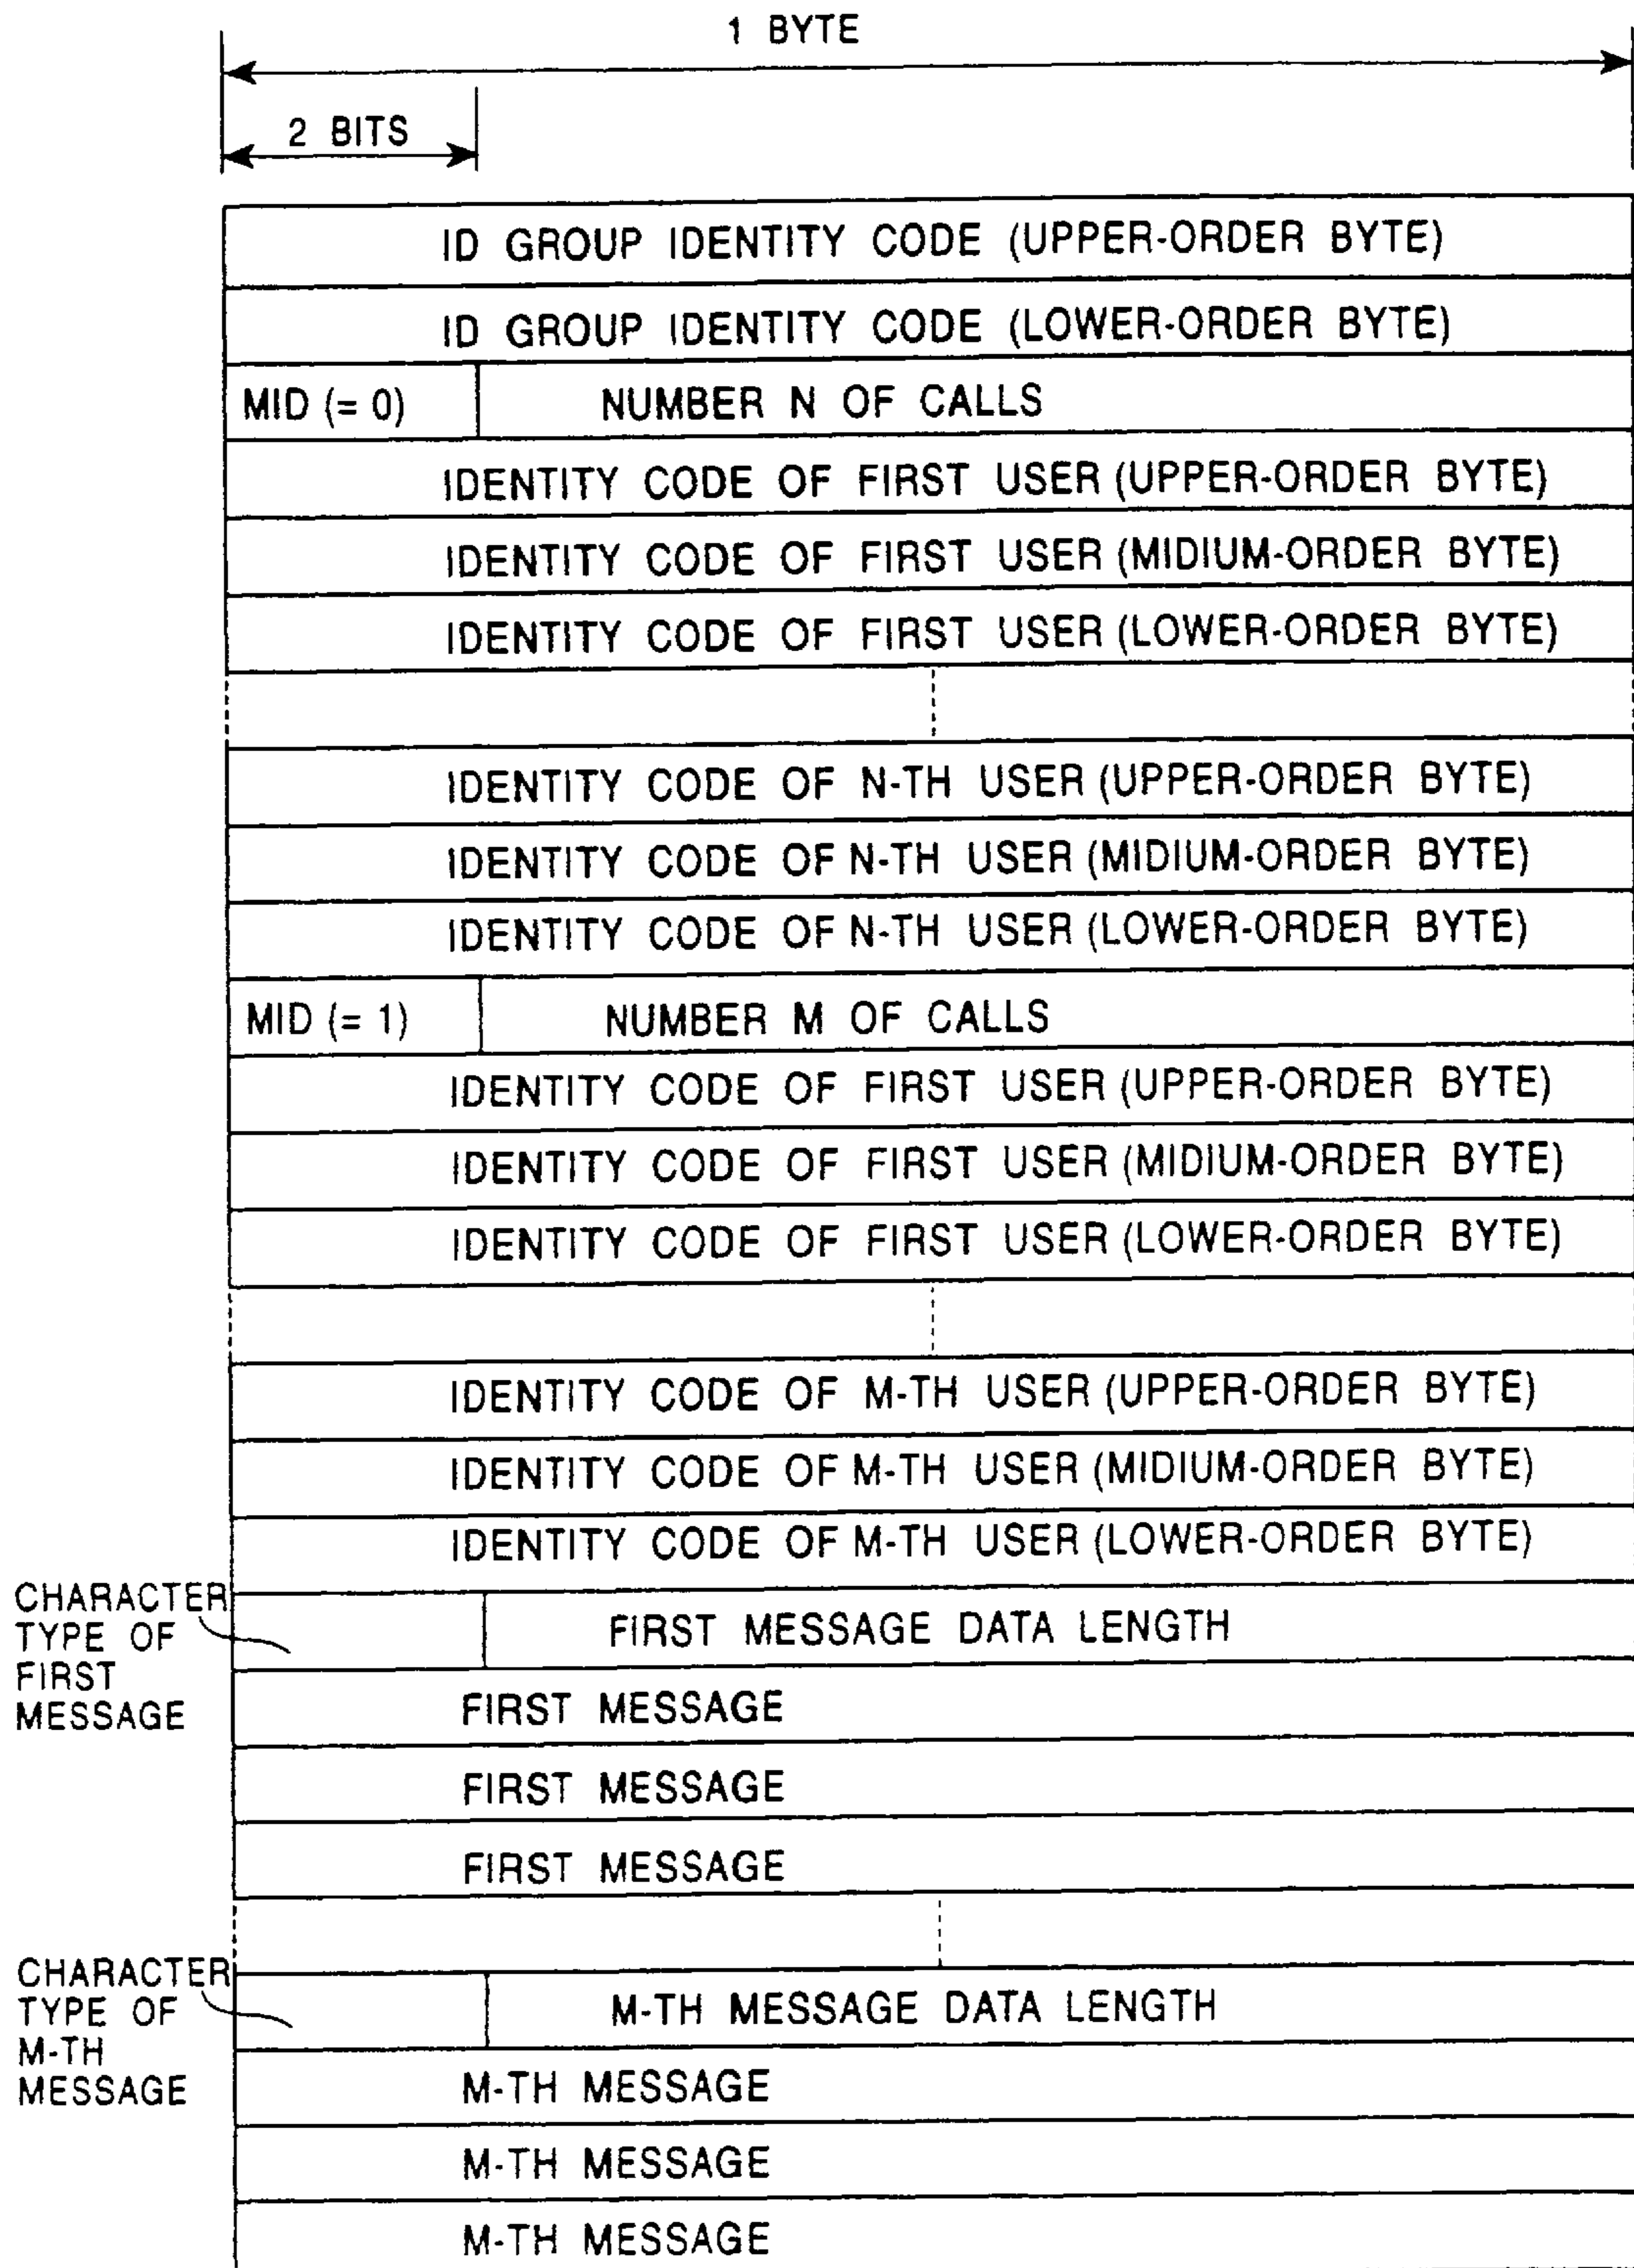 1 BYTE
2 BITS
ID GROUP IDENTITY CODE (UPPER-ORDER BYTE)
ID GROUP IDENTITY CODE (LOWER-ORDER BYTE)
MID (= 0) NUMBER N OF CALLS
IDENTITY CODE OF FIRST USER (UPPER-ORDER BYTE)
IDENTITY CODE OF FIRST USER (MIDIUM-ORDER BYTE)
IDENTITY CODE OF FIRST USER (LOWER-ORDER BYTE)
IDENTITY CODE OF N-TH USER (UPPER-ORDER BYTE)
IDENTITY CODE OF N-TH USER (MIDIUM-ORDER BYTE)
IDENTITY CODE OF N-TH USER (LOWER-ORDER BYTE)
MID (= 1) NUMBER M OF CALLS
IDENTITY CODE OF FIRST USER (UPPER-ORDER BYTE)
IDENTITY CODE OF FIRST USER (MIDIUM-ORDER BYTE)
IDENTITY CODE OF FIRST USER (LOWER-ORDER BYTE)
IDENTITY CODE OF M-TH USER (UPPER-ORDER BYTE)
IDENTITY CODE OF M-TH USER (MIDIUM-ORDER BYTE)
IDENTITY CODE OF M-TH USER (LOWER-ORDER BYTE)
CHARACTER
TYPE OF
FIRST
MESSAGE
FIRST MESSAGE DATA LENGTH
FIRST MESSAGE
FIRST MESSAGE
FIRST MESSAGE
CHARACTER
TYPE OF
M-TH
MESSAGE
M-TH MESSAGE DATA LENGTH
M-TH MESSAGE
M-TH MESSAGE
M-TH MESSAGE